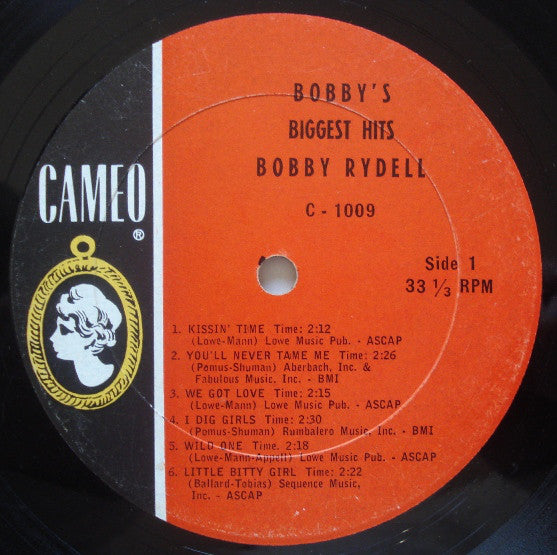 BOBBY'S
BIGGEST HITS
BOBBY RYDELL
C - 1009
CAMEO
®
Side 1
33 1/3 RPM
1. KISSIN' TIME Time: 2:12
(Lowe-Mann) Lowe Music Pub. - ASCAP
2. YOU'LL NEVER TAME ME Time: 2:26
(Pomus-Shuman) Aberbach, Inc. &
Fabulous Music, Inc. - BMI
3. WE GOT LOVE Time: 2:15
(Lowe-Mann) Lowe Music Pub. - ASCAP
4. I DIG GIRLS Time: 2:30
(Pomus-Shuman) Rumbalero Music, Inc. - BMI
5. WILD ONE Time. 2:18
(Lowe-Mann-Appell) Lowe Music Pub. - ASCAP
6. LITTLE BITTY GIRL Time: 2:22
(Ballard-Tobias) Sequence Music,
Inc. - ASCAP